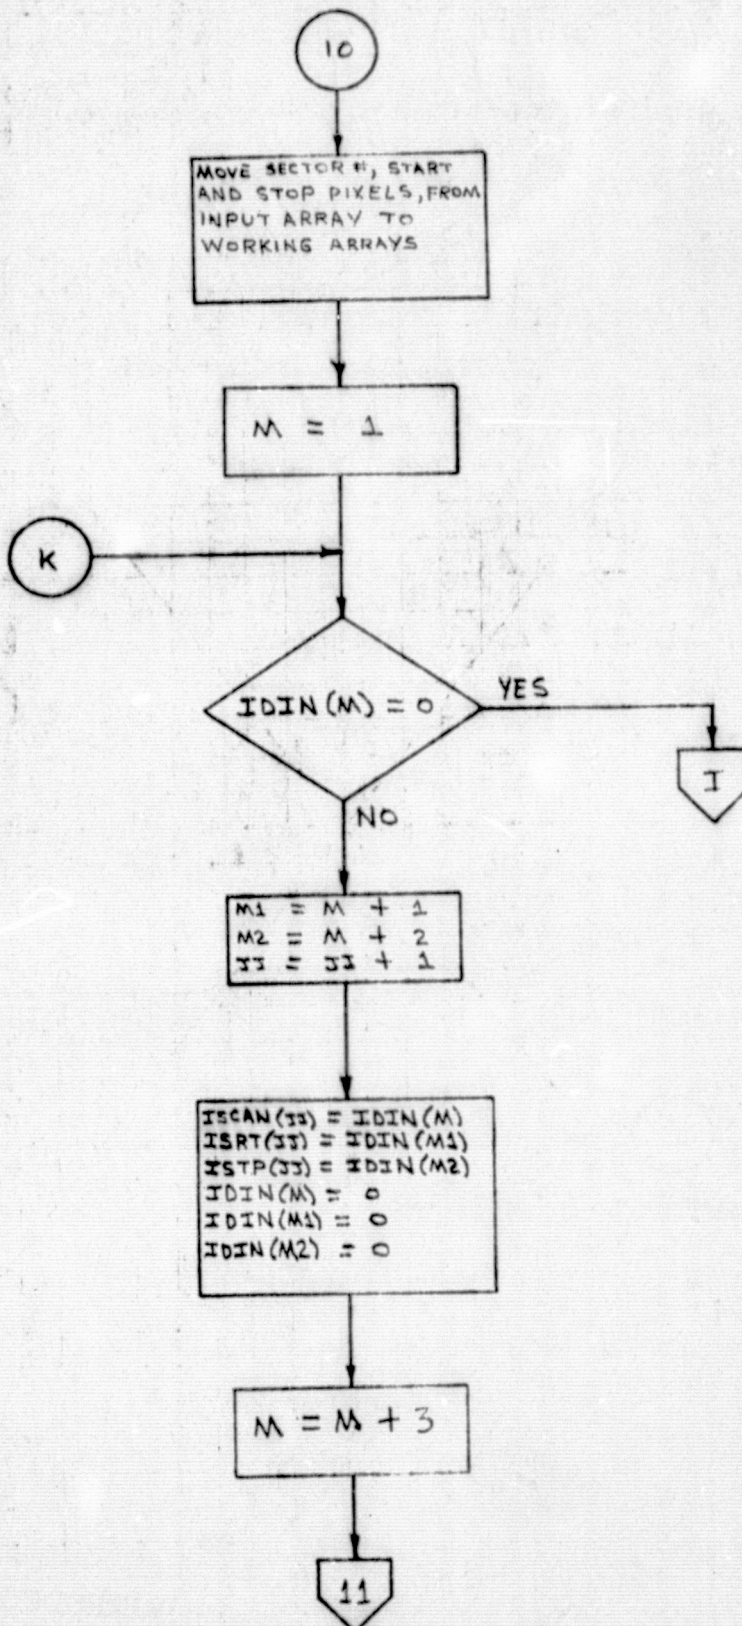 10
MOVE SECTOR #, START
AND STOP PIXELS, FROM
INPUT ARRAY TO
WORKING ARRAYS
M = 1
K
IDIN(M) = 0
YES
I
NO
M1 = M + 1
M2 = M + 2
JJ = JJ + 1
ISCAN(JJ) = IDIN(M)
ISRT(JJ) = IDIN(M1)
ISTP(JJ) = IDIN(M2)
IDIN(M) = 0
IDIN(M1) = 0
IDIN(M2) = 0
M = M + 3
11